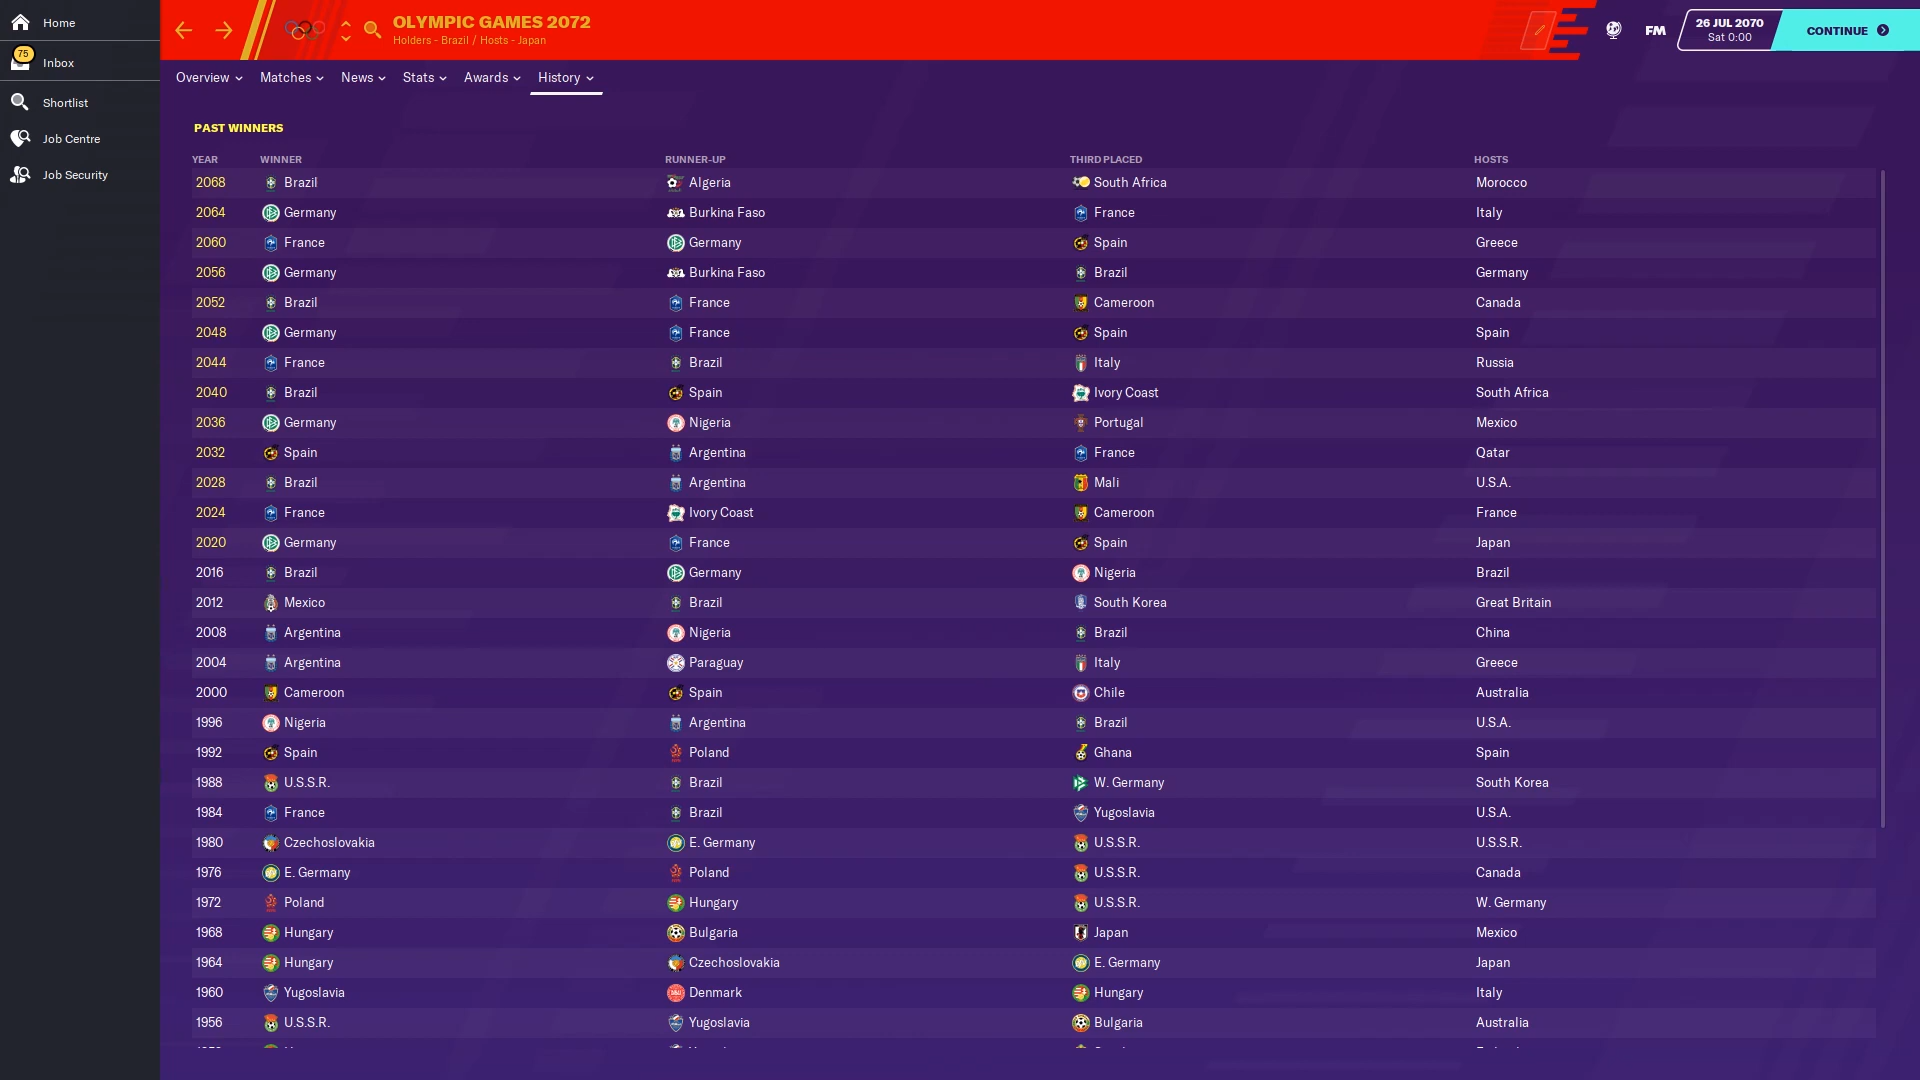 Home
75
Inbox
Shortlist
Job Centre
Job Security
OLYMPIC GAMES 2072
Holders - Brazil / Hosts - Japan
FM
26 JUL 2070
Sat 0:00
CONTINUE
Overview Matches News Stats Awards History
PAST WINNERS
YEAR WINNER RUNNER-UP THIRD PLACED HOSTS
2068 Brazil Algeria South Africa Morocco
2064 Germany Burkina Faso France Italy
2060 France Germany Spain Greece
2056 Germany Burkina Faso Brazil Germany
2052 Brazil France Cameroon Canada
2048 Germany France Spain Spain
2044 France Brazil Italy Russia
2040 Brazil Spain Ivory Coast South Africa
2036 Germany Nigeria Portugal Mexico
2032 Spain Argentina France Qatar
2028 Brazil Argentina Mali U.S.A.
2024 France Ivory Coast Cameroon France
2020 Germany France Spain Japan
2016 Brazil Germany Nigeria Brazil
2012 Mexico Brazil South Korea Great Britain
2008 Argentina Nigeria Brazil China
2004 Argentina Paraguay Italy Greece
2000 Cameroon Spain Chile Australia
1996 Nigeria Argentina Brazil U.S.A.
1992 Spain Poland Ghana Spain
1988 U.S.S.R. Brazil W. Germany South Korea
1984 France Brazil Yugoslavia U.S.A.
1980 Czechoslovakia E. Germany U.S.S.R. U.S.S.R.
1976 E. Germany Poland U.S.S.R. Canada
1972 Poland Hungary U.S.S.R. W. Germany
1968 Hungary Bulgaria Japan Mexico
1964 Hungary Czechoslovakia E. Germany Japan
1960 Yugoslavia Denmark Hungary Italy
1956 U.S.S.R. Yugoslavia Bulgaria Australia